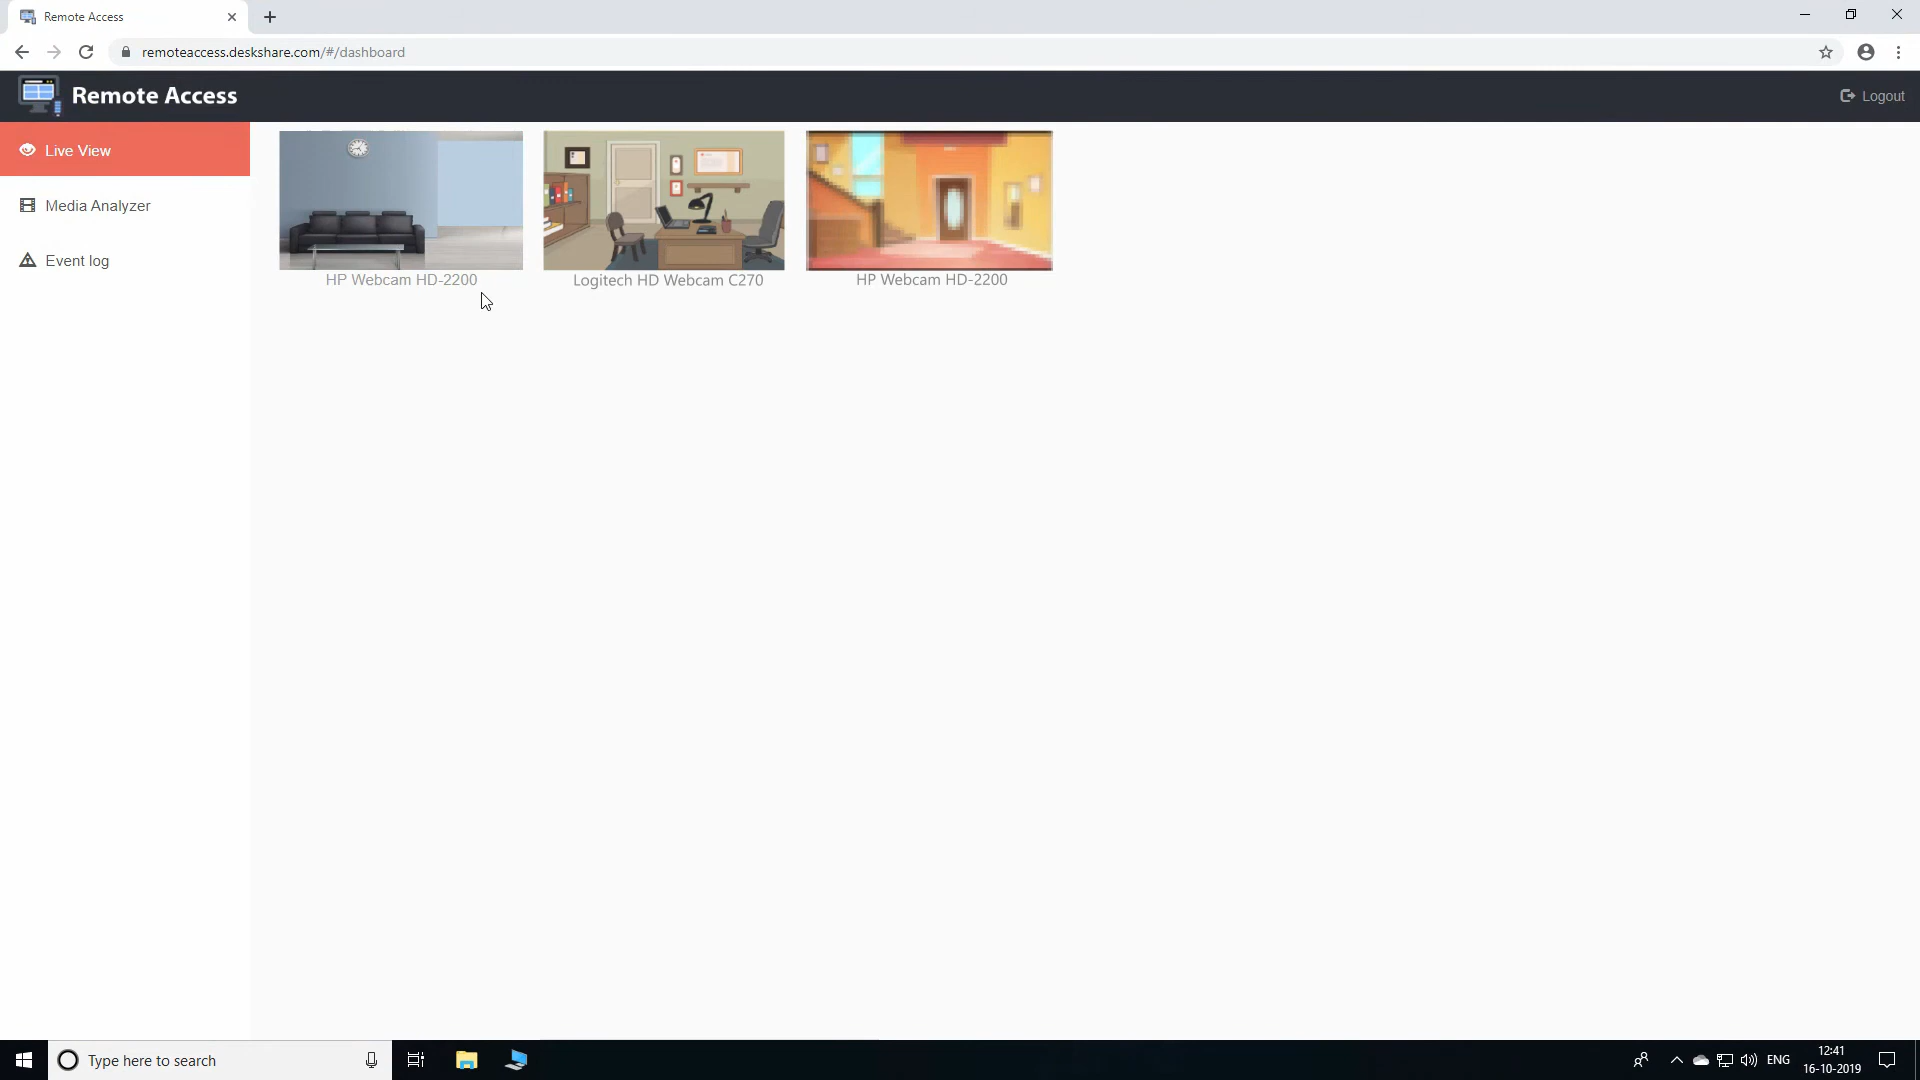 Remote Access
remoteaccess.deskshare.com/#/dashboard
Remote Access
Logout
Live View
Media Analyzer
Event log
HP Webcam HD-2200
Logitech HD Webcam C270
HP Webcam HD-2200
Type here to search
ENG
12:41
16-10-2019